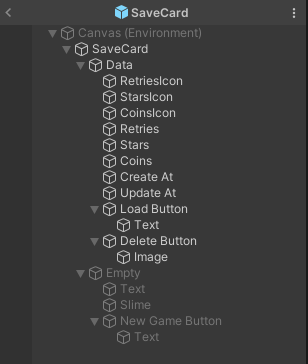 SaveCard
Canvas (Environment)
SaveCard
Data
RetriesIcon
StarsIcon
CoinsIcon
Retries
Stars
Coins
Create At
Update At
Load Button
Text
Delete Button
Image
Empty
Text
Slime
New Game Button
Text